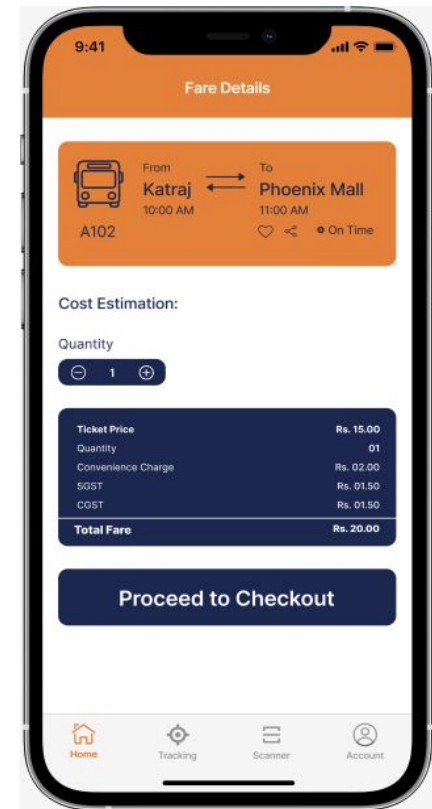 9:41
Fare Details
From To
Katraj Phoenix Mall
10:00 AM 11:00 AM
A102 On Time
Cost Estimation:
Quantity
1
Ticket Price Rs. 15.00
Quantity 01
Convenience Charge Rs. 02.00
SGST Rs. 01.50
CGST Rs. 01.50
Total Fare Rs. 20.00
Proceed to Checkout
Home Tracking Scanner Account